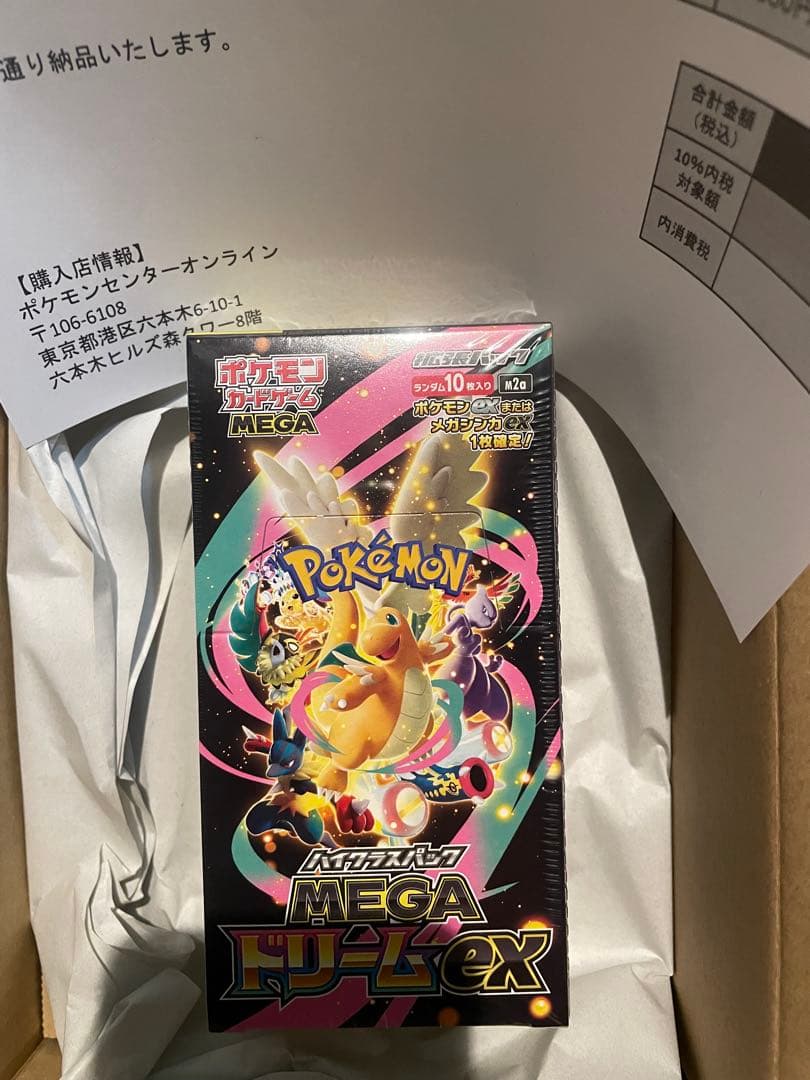 通り納品いたします。
合計金額
(税込)
10%内税
対象額
内消費税
【購入店情報】
ポケモンセンターオンライン
〒106-6108
東京都港区六本木6-10-1
六本木ヒルズ森タワー8階
ポケモン
カードゲーム
MEGA
拡張パック
ランダム10枚入り M2a
ポケモンexまたは
メガシンカex
1枚確定!
POKéMON
ハイクラスパック
MEGA
ドリームex